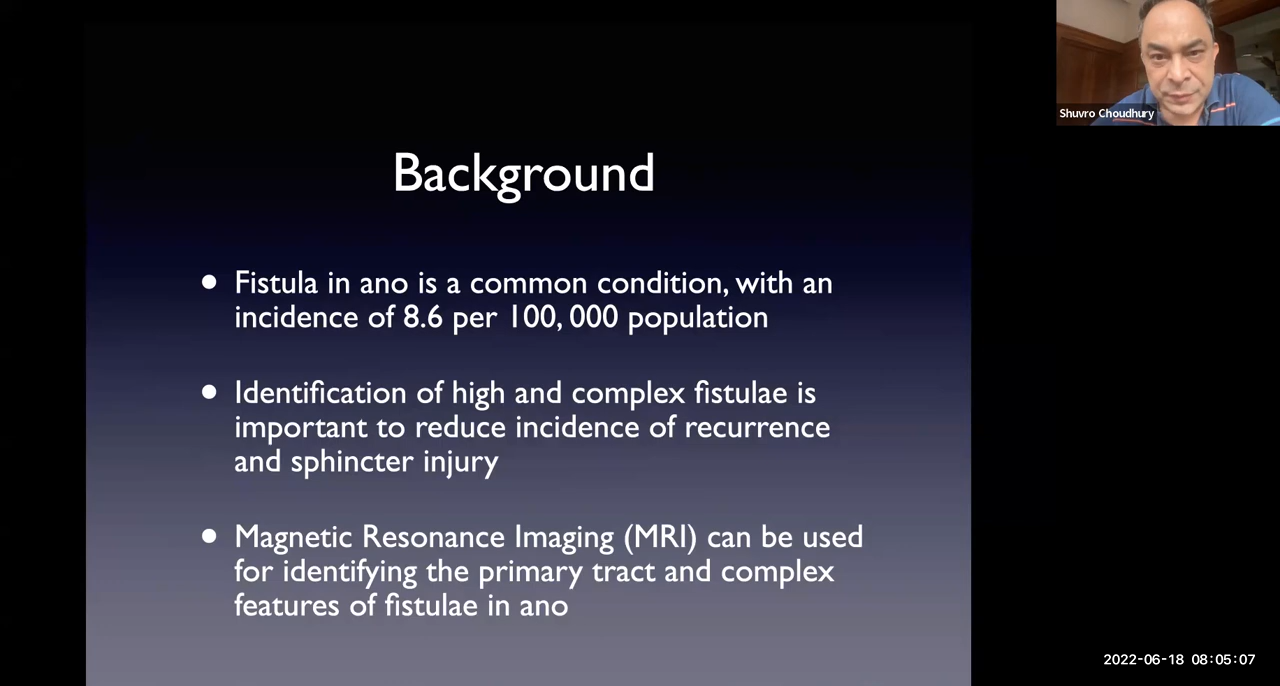 Shuvro Choudhury
Background
• Fistula in ano is a common condition, with an
incidence of 8.6 per 100, 000 population
• Identification of high and complex fistulae is
important to reduce incidence of recurrence
and sphincter injury
• Magnetic Resonance Imaging (MRI) can be used
for identifying the primary tract and complex
features of fistulae in ano
2022-06-18 08:05:07